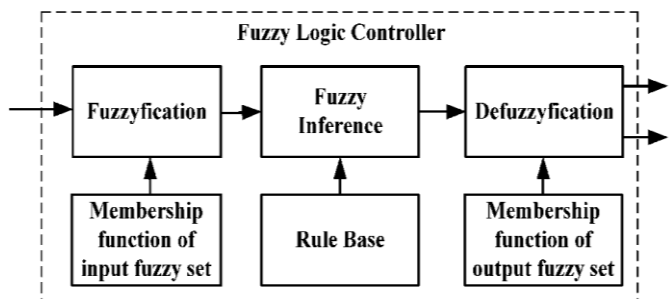 Fuzzy Logic Controller
Fuzzyfication
Fuzzy
Inference
Defuzzyfication
Membership
function of
input fuzzy set
Rule Base
Membership
function of
output fuzzy set